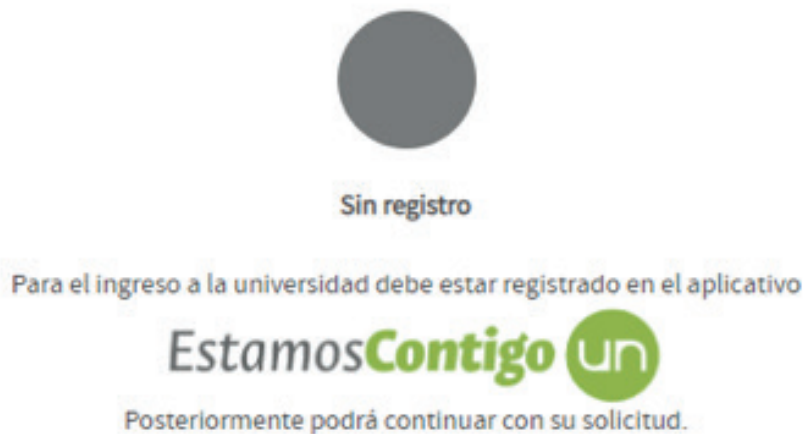 Sin registro
Para el ingreso a la universidad debe estar registrado en el aplicativo
EstamosContigo un
Posteriormente podrá continuar con su solicitud.